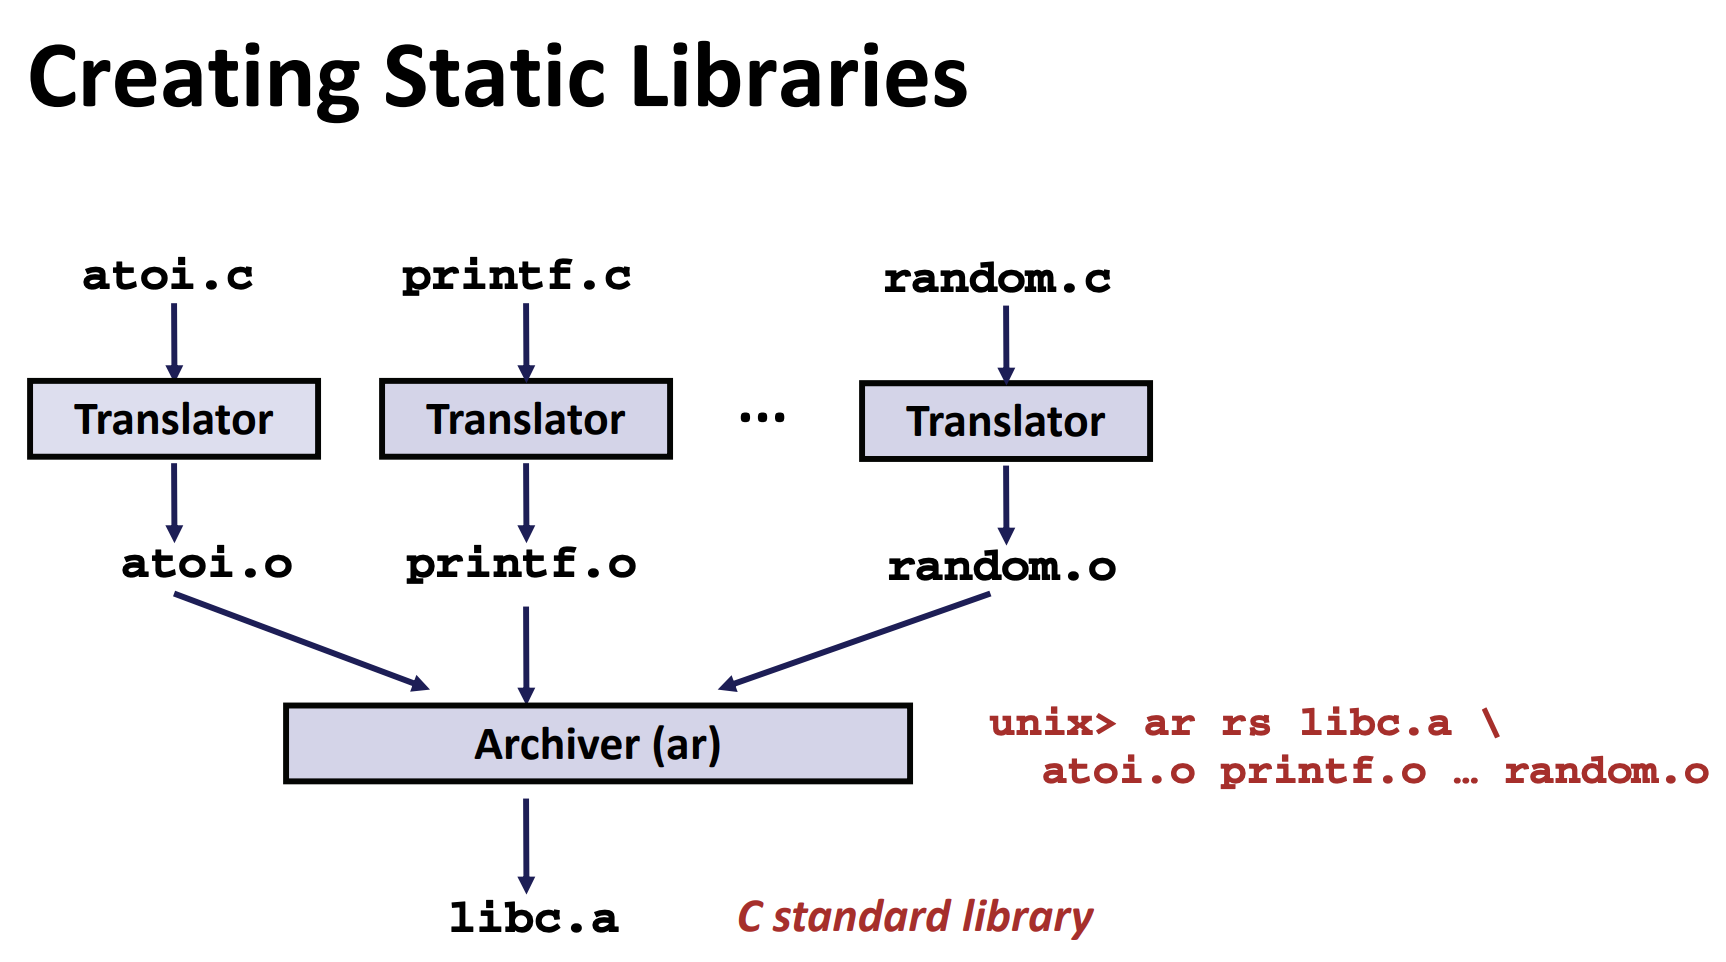 Creating Static Libraries
atoi.c printf.c random.c
Translator Translator ... Translator
atoi.o printf.o random.o
Archiver (ar)
unix> ar rs libc.a \
atoi.o printf.o … random.o
libc.a C standard library